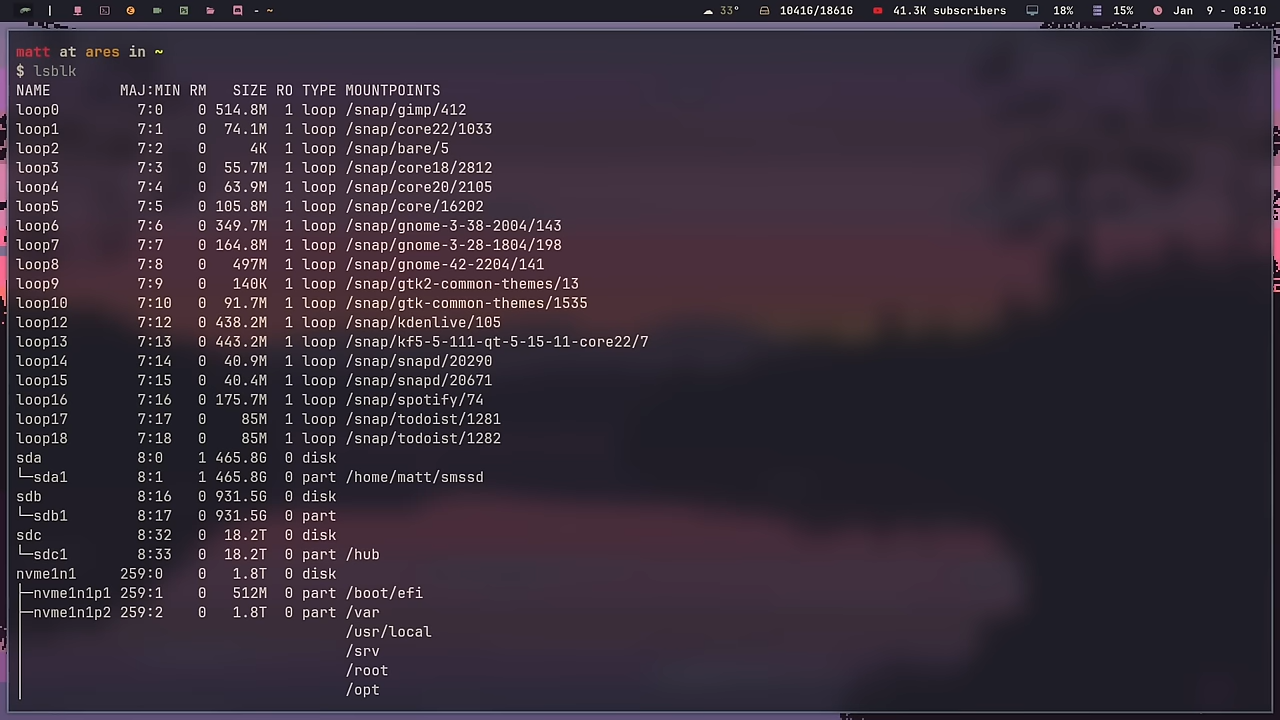 | - ~ 33° 1041G/1861G 41.3K subscribers 18% 15% Jan 9 - 08:10
matt at ares in ~
$ lsblk
NAME MAJ:MIN RM SIZE RO TYPE MOUNTPOINTS
loop0 7:0 0 514.8M 1 loop /snap/gimp/412
loop1 7:1 0 74.1M 1 loop /snap/core22/1033
loop2 7:2 0 4K 1 loop /snap/bare/5
loop3 7:3 0 55.7M 1 loop /snap/core18/2812
loop4 7:4 0 63.9M 1 loop /snap/core20/2105
loop5 7:5 0 105.8M 1 loop /snap/core/16202
loop6 7:6 0 349.7M 1 loop /snap/gnome-3-38-2004/143
loop7 7:7 0 164.8M 1 loop /snap/gnome-3-28-1804/198
loop8 7:8 0 497M 1 loop /snap/gnome-42-2204/141
loop9 7:9 0 140K 1 loop /snap/gtk2-common-themes/13
loop10 7:10 0 91.7M 1 loop /snap/gtk-common-themes/1535
loop12 7:12 0 438.2M 1 loop /snap/kdenlive/105
loop13 7:13 0 443.2M 1 loop /snap/kf5-5-111-qt-5-15-11-core22/7
loop14 7:14 0 40.9M 1 loop /snap/snapd/20290
loop15 7:15 0 40.4M 1 loop /snap/snapd/20671
loop16 7:16 0 175.7M 1 loop /snap/spotify/74
loop17 7:17 0 85M 1 loop /snap/todoist/1281
loop18 7:18 0 85M 1 loop /snap/todoist/1282
sda 8:0 1 465.8G 0 disk
└─sda1 8:1 1 465.8G 0 part /home/matt/smssd
sdb 8:16 0 931.5G 0 disk
└─sdb1 8:17 0 931.5G 0 part
sdc 8:32 0 18.2T 0 disk
└─sdc1 8:33 0 18.2T 0 part /hub
nvme1n1 259:0 0 1.8T 0 disk
├─nvme1n1p1 259:1 0 512M 0 part /boot/efi
├─nvme1n1p2 259:2 0 1.8T 0 part /var
│ /usr/local
│ /srv
│ /root
│ /opt